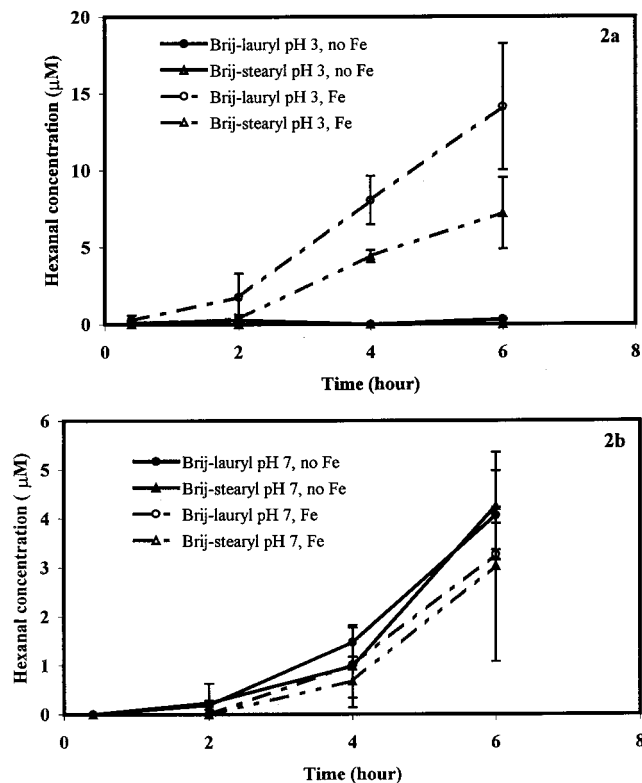 2a
Brij-lauryl pH 3, no Fe
Brij-stearyl pH 3, no Fe
Brij-lauryl pH 3, Fe
Brij-stearyl pH 3, Fe
Hexanal concentration (μM)
20
15
10
5
0
0 2 4 6 8
Time (hour)
2b
Brij-lauryl pH 7, no Fe
Brij-stearyl pH 7, no Fe
Brij-lauryl pH 7, Fe
Brij-stearyl pH 7, Fe
Hexanal concentration ( μM)
6
5
4
3
2
1
0
0 2 4 6 8
Time (hour)